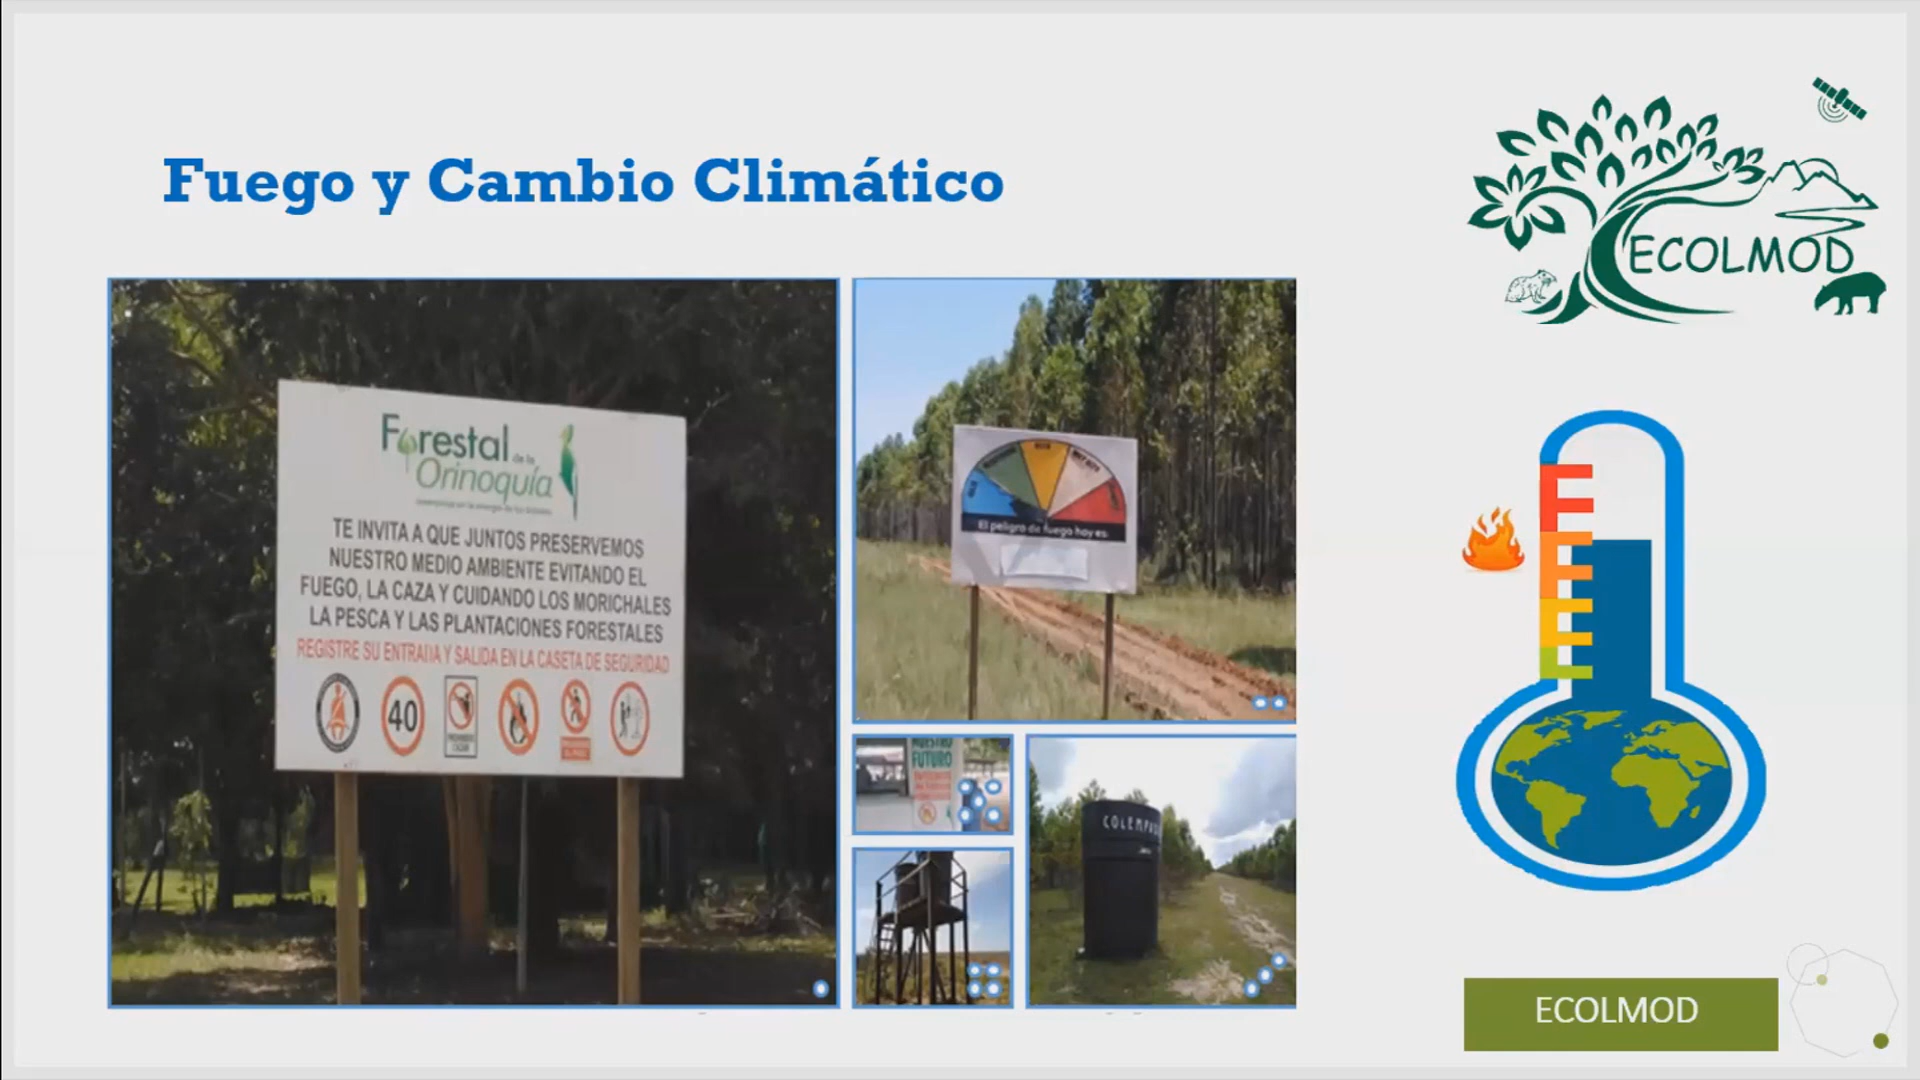 Fuego y Cambio Climático
ECOLMOD
Forestal
de la
Orinoquía
TE INVITA A QUE JUNTOS PRESERVEMOS
NUESTRO MEDIO AMBIENTE EVITANDO EL
FUEGO, LA CAZA Y CUIDANDO LOS MORICHALES
LA PESCA Y LAS PLANTACIONES FORESTALES
REGISTRE SU ENTRADA Y SALIDA EN LA CASETA DE SEGURIDAD
40
El peligro de fuego hoy es:
NUESTRO
FUTURO
ECOLMOD